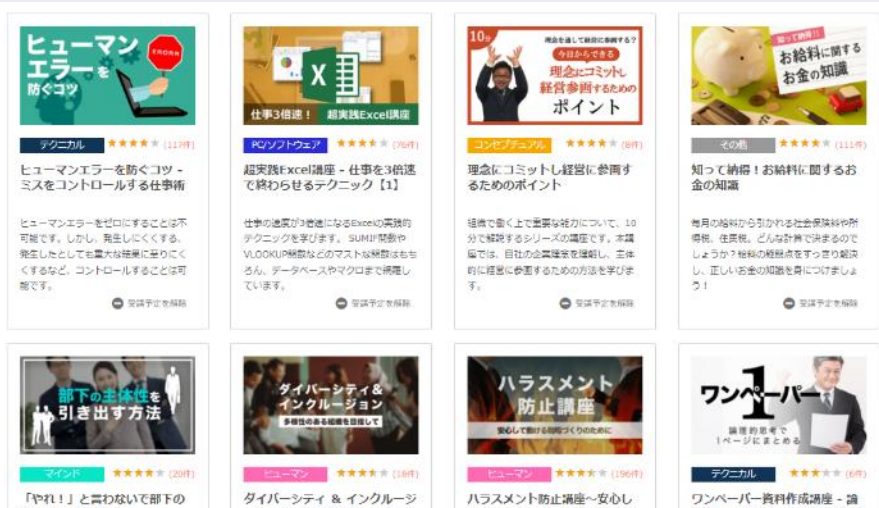 ヒューマン
エラーを
防ぐコツ
ERROR
テクニカル
(117件)
ヒューマンエラーを防ぐコツ -
ミスをコントロールする仕事術
ヒューマンエラーをゼロにすることは不
可能です。しかし、発生しにくくする、
発生したとしても重大な結果に至りにく
くするなど、コントロールすることは可
能です。
受講予定を解除
X
仕事3倍速! 超実践Excel講座
PC/ソフトウェア
(76件)
超実践Excel講座 - 仕事を3倍速
で終わらせるテクニック【1】
仕事の速度が3倍速になるExcelの実践的
テクニックを学びます。 SUMIF関数や
VLOOKUP関数などのマストな関数はもち
ろん、データベースやマクロまで網羅し
ています。
受講予定を解除
10分
理念を通して経営に参画する?
今日からできる
理念にコミットし
経営参画するための
ポイント
コンセプチュアル
(8件)
理念にコミットし経営に参画す
るためのポイント
組織で働く上で重要な能力について、10
分で解説するシリーズの講座です。本講
座では、自社の企業理念を理解し、主体
的に経営に参画するための方法を学びま
す。
受講予定を解除
知って納得!!
お給料に関する
お金の知識
その他
(111件)
知って納得!お給料に関するお
金の知識
毎月の給料から引かれる社会保険料や所
得税、住民税。どんな計算で決まるので
しょうか?給料の疑問点をすっきり解決
し、正しいお金の知識を身につけましょ
う!
受講予定を解除
部下の主体性を
引き出す方法
マインド
(20件)
「やれ!」と言わないで部下の
ダイバーシティ&
インクルージョン
多様性のある組織を目指して
ヒューマン
(18件)
ダイバーシティ & インクルージ
ハラスメント
防止講座
安心して働ける職場づくりのために
ヒューマン
(196件)
ハラスメント防止講座~安心し
1
ワンペーパー
論理的思考で
1ページにまとめる
テクニカル
(6件)
ワンペーパー資料作成講座 - 論